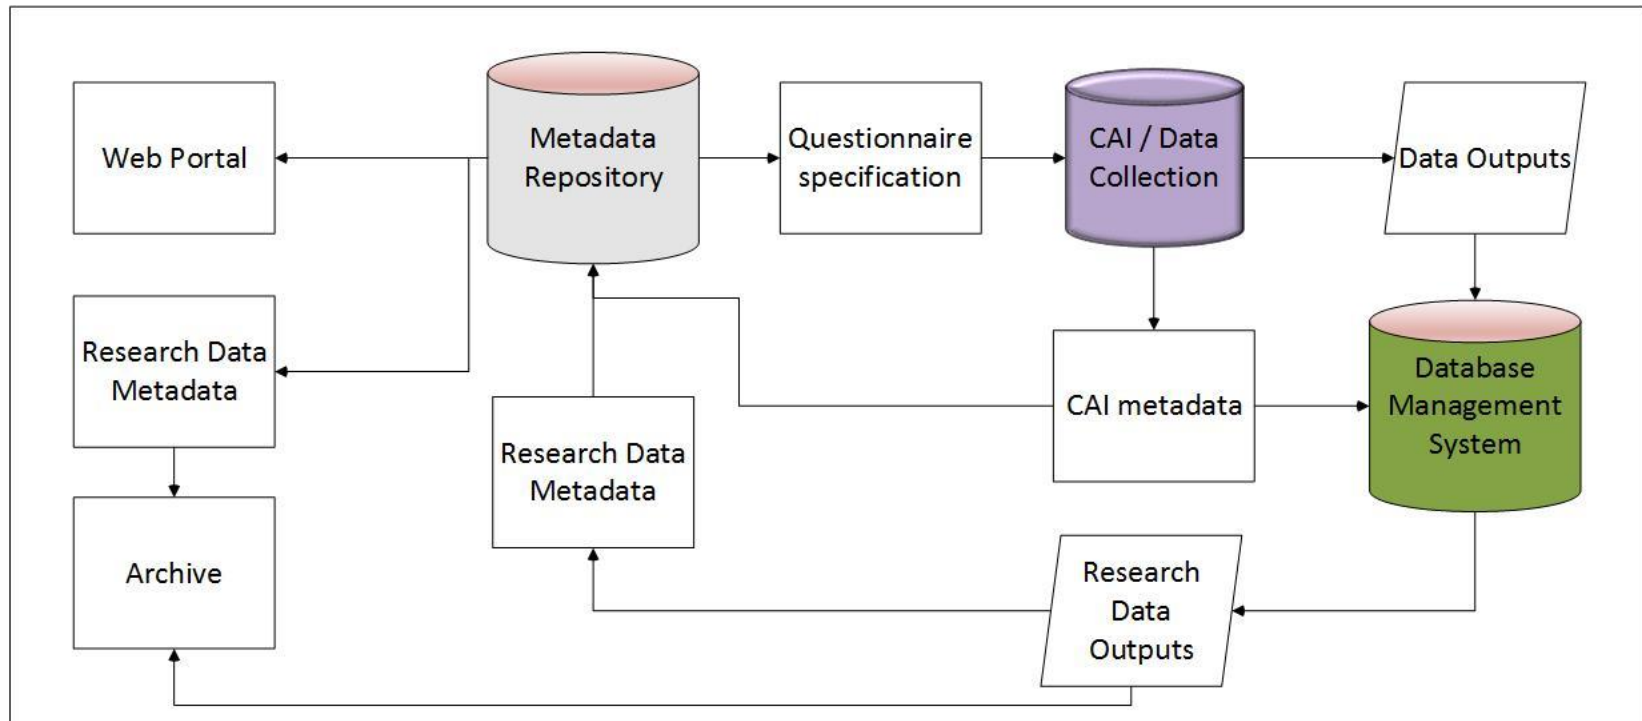 Web Portal
Metadata
Repository
Questionnaire
specification
CAI / Data
Collection
Data Outputs
Research Data
Metadata
Research Data
Metadata
CAI metadata
Database
Management
System
Archive
Research
Data
Outputs